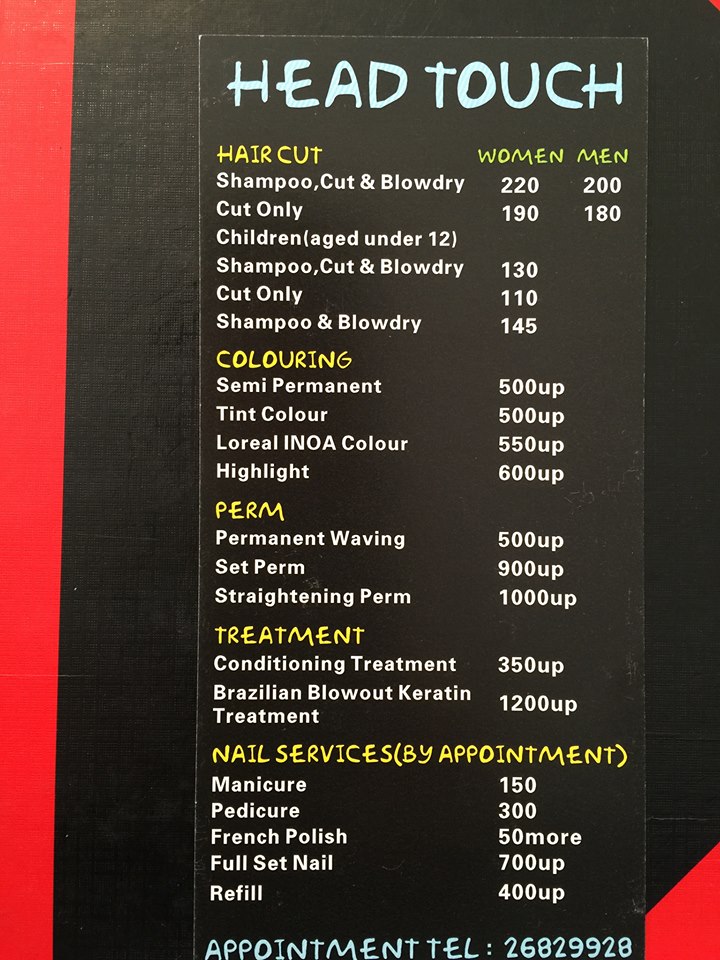 HEAD TOUCH
HAIR CUT WOMEN MEN
Shampoo,Cut & Blowdry 220 200
Cut Only 190 180
Children(aged under 12)
Shampoo,Cut & Blowdry 130
Cut Only 110
Shampoo & Blowdry 145
COLOURING
Semi Permanent 500up
Tint Colour 500up
Loreal INOA Colour 550up
Highlight 600up
PERM
Permanent Waving 500up
Set Perm 900up
Straightening Perm 1000up
TREATMENT
Conditioning Treatment 350up
Brazilian Blowout Keratin
Treatment 1200up
NAIL SERVICES(BY APPOINTMENT)
Manicure 150
Pedicure 300
French Polish 50more
Full Set Nail 700up
Refill 400up
APPOINTMENT TEL : 26829928